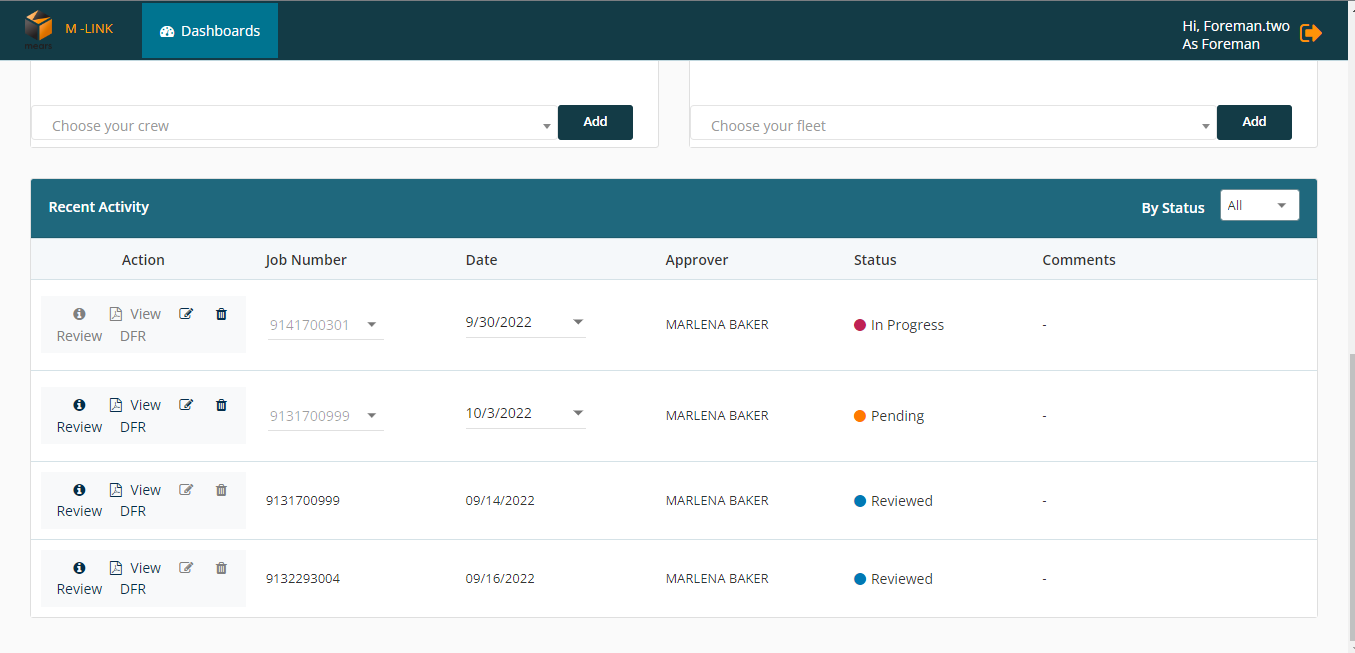 M -LINK
Dashboards
Hi, Foreman.two
As Foreman
means
Choose your crew
Add
Choose your fleet
Add
Recent Activity
By Status
All
Action Job Number Date Approver Status Comments
View
Review DFR
9141700301 9/30/2022 MARLENA BAKER In Progress -
View
Review DFR
9131700999 10/3/2022 MARLENA BAKER Pending -
View
Review DFR
9131700999 09/14/2022 MARLENA BAKER Reviewed -
View
Review DFR
9132293004 09/16/2022 MARLENA BAKER Reviewed -